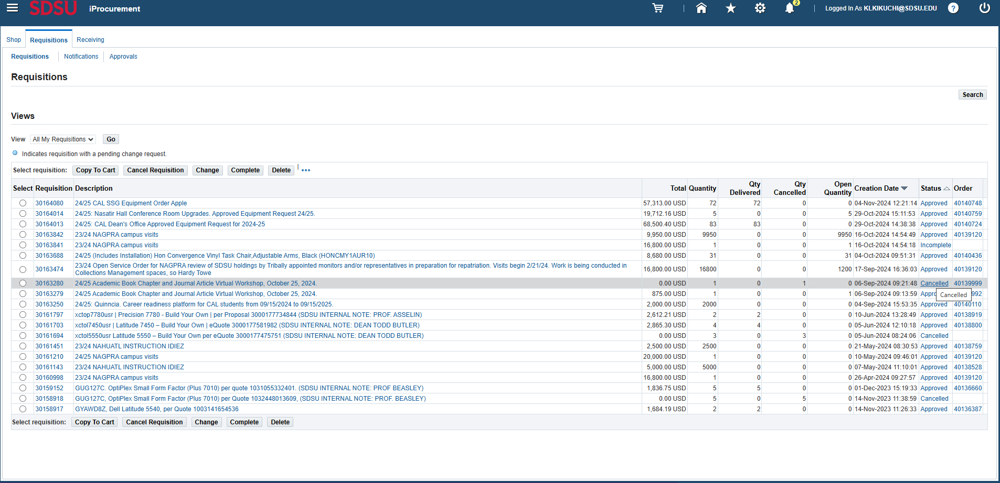 SDSU iProcurement 2 Logged In As KLKIKUCHI@SDSU.EDU ?
Shop Requisitions Receiving
Requisitions Notifications Approvals
Requisitions
Search
Views
View All My Requisitions Go
Indicates requisition with a pending change request.
Select requisition: Copy To Cart Cancel Requisition Change Complete Delete
Select Requisition Description Total Quantity Qty Delivered Qty Cancelled Open Quantity Creation Date Status Order
30164080 24/25 CAL SSG Equipment Order Apple 57,313.00 USD 72 72 0 0 04-Nov-2024 12:21:14 Approved 40140748
30164014 24/25: Nasatir Hall Conference Room Upgrades. Approved Equipment Request 24/25. 19,712.16 USD 5 0 0 5 29-Oct-2024 15:11:53 Approved 40140759
30164013 24/25: CAL Dean's Office Approved Equipment Request for 2024-25 68,500.40 USD 83 83 0 0 29-Oct-2024 14:38:38 Approved 40140724
30163842 23/24 NAGPRA campus visits 9,950.00 USD 9950 0 0 9950 16-Oct-2024 14:54:49 Approved 40139120
30163841 23/24 NAGPRA campus visits 16,800.00 USD 1 0 0 1 16-Oct-2024 14:54:18 Incomplete
30163688 24/25 (Includes Installation) Hon Convergence Vinyl Task Chair,Adjustable Arms, Black (HONCMY1AUR10) 8,680.00 USD 31 0 0 31 04-Oct-2024 09:51:31 Approved 40140436
30163474 23/24 Open Service Order for NAGPRA review of SDSU holdings by Tribally appointed monitors and/or representatives in preparation for repatriation. Visits begin 2/21/24. Work is being conducted in
Collections Management spaces, so Hardy Towe 16,800.00 USD 16800 0 0 1200 17-Sep-2024 16:36:03 Approved 40139120
30163280 24/25 Academic Book Chapter and Journal Article Virtual Workshop, October 25, 2024. 0.00 USD 1 0 1 0 06-Sep-2024 09:21:48 Cancelled 40139999
30163279 24/25 Academic Book Chapter and Journal Article Virtual Workshop, October 25, 2024. 875.00 USD 1 0 0 1 06-Sep-2024 09:13:59 Appro 992
Cancelled
30163250 24/25: Quinncia. Career readiness platform for CAL students from 09/15/2024 to 09/15/2025. 2,000.00 USD 2000 0 0 0 04-Sep-2024 15:53:35 Approved 40140110
30161797 xctop7780usr | Precision 7780 - Build Your Own | per Proposal 3000177734844 (SDSU INTERNAL NOTE: PROF. ASSELIN) 2,612.21 USD 2 2 0 0 10-Jun-2024 13:28:49 Approved 40138919
30161703 xctol7450usr | Latitude 7450 – Build Your Own | eQuote 3000177581982 (SDSU INTERNAL NOTE: DEAN TODD BUTLER) 2,865.30 USD 4 4 0 0 05-Jun-2024 12:10:18 Approved 40138800
30161694 xctol5550usr Latitude 5550 – Build Your Own per eQuote 3000177475751 (SDSU INTERNAL NOTE: DEAN TODD BUTLER) 0.00 USD 3 0 3 0 05-Jun-2024 08:24:06 Cancelled
30161451 23/24 NAHUATL INSTRUCTION IDIEZ 2,500.00 USD 2500 0 0 0 21-May-2024 08:30:53 Approved 40138759
30161210 24/25 NAGPRA campus visits 20,000.00 USD 1 0 0 0 10-May-2024 09:46:01 Approved 40139120
30161143 23/24 NAHUATL INSTRUCTION IDIEZ 5,000.00 USD 5000 0 0 0 07-May-2024 11:10:01 Approved 40138528
30160998 23/24 NAGPRA campus visits 16,800.00 USD 1 0 0 0 26-Apr-2024 09:27:57 Approved 40139120
30159152 GUG127C. OptiPlex Small Form Factor (Plus 7010) per quote 1031055332401. (SDSU INTERNAL NOTE: PROF BEASLEY) 1,836.75 USD 5 5 0 0 01-Dec-2023 15:19:33 Approved 40136660
30158918 GUG127C, OptiPlex Small Form Factor (Plus 7010) per Quote 1032448013609, (SDSU INTERNAL NOTE: PROF. BEASLEY) 0.00 USD 5 0 5 0 14-Nov-2023 11:38:59 Cancelled
30158917 GYAWD8Z, Dell Latitude 5540, per Quote 1003141654536 1,684.19 USD 2 2 0 0 14-Nov-2023 11:26:33 Approved 40136387
Select requisition: Copy To Cart Cancel Requisition Change Complete Delete